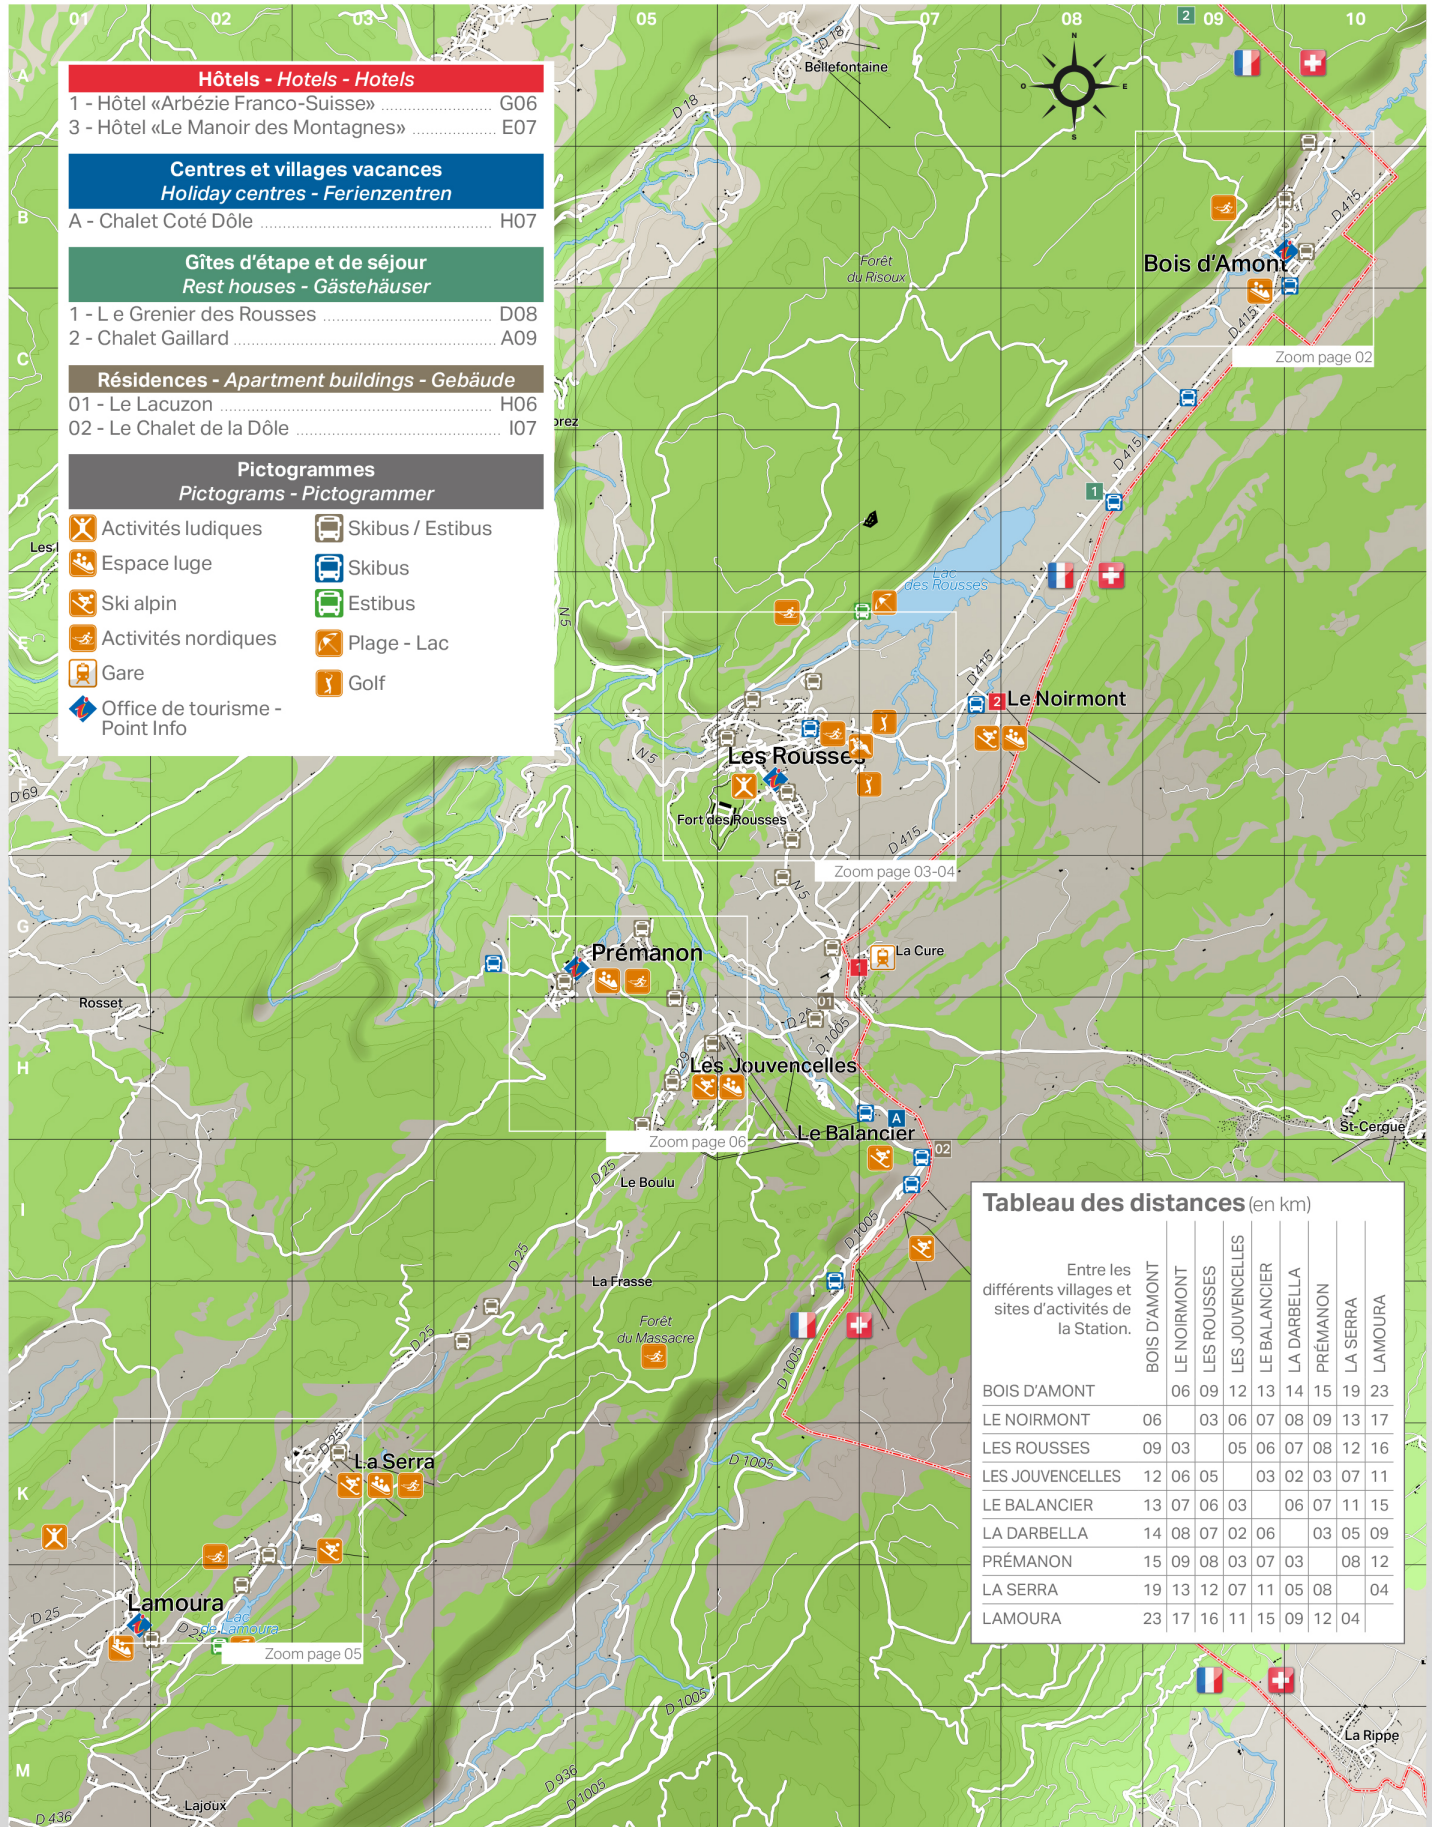 01 02 03 04 05 06 07 08 09 10
A
B
C
D
E
G
H
I
J
K
L
M
Hôtels - Hotels - Hotels
1 - Hôtel «Arbézie Franco-Suisse» G06
3 - Hôtel «Le Manoir des Montagnes» E07
Centres et villages vacances
Holiday centres - Ferienzentren
A - Chalet Coté Dôle H07
Gîtes d'étape et de séjour
Rest houses - Gästehäuser
1 - L e Grenier des Rousses D08
2 - Chalet Gaillard A09
Résidences - Apartment buildings - Gebäude
01 - Le Lacuzon H06
02 - Le Chalet de la Dôle I07
Pictogrammes
Pictograms - Pictogrammer
Activités ludiques
Espace luge
Ski alpin
Activités nordiques
Gare
Office de tourisme -
Point Info
Skibus / Estibus
Skibus
Estibus
Plage - Lac
Golf
2
D 18
Bellefontaine
N
O
E
S
D 18
Forêt
du Risoux
D 415
Bois d'Amont
D 415
Zoom page 02
orez
D 415
1
Les
Lac
des Rousses
N 5
D 415
2
Le Noirmont
N 5
Les Rousses
D 69
Fort des Rousses
D 415
Zoom page 03-04
N 5
Prémanon
La Cure
1
Rosset
01
D 1005
D 29
Les Jouvencelles
A
St-Cergue
Le Balancier
Zoom page 06
02
D 25
Le Boulu
D 1005
D 25
La Frasse
Forêt
du Massacre
D 25
D 1005
D 25
La Serra
D 1005
Lamoura
D 25
Lac
de Lamoura
D 25
Zoom page 05
D 1005
La Rippe
D 936
D 1005
Lajoux
D 436
Tableau des distances (en km)
Entre les
différents villages et
sites d'activités de
la Station.
BOIS D'AMONT LE NOIRMONT LES ROUSSES LES JOUVENCELLES LE BALANCIER LA DARBELLA PRÉMANON LA SERRA LAMOURA
BOIS D'AMONT 06 09 12 13 14 15 19 23
LE NOIRMONT 06 03 06 07 08 09 13 17
LES ROUSSES 09 03 05 06 07 08 12 16
LES JOUVENCELLES 12 06 05 03 02 03 07 11
LE BALANCIER 13 07 06 03 06 07 11 15
LA DARBELLA 14 08 07 02 06 03 05 09
PRÉMANON 15 09 08 03 07 03 08 12
LA SERRA 19 13 12 07 11 05 08 04
LAMOURA 23 17 16 11 15 09 12 04